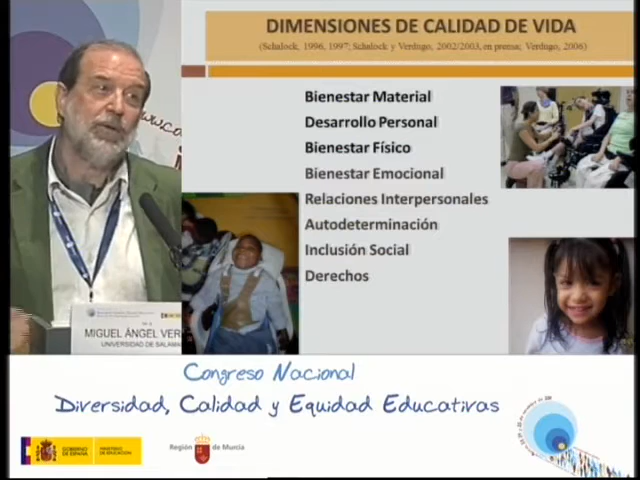 DIMENSIONES DE CALIDAD DE VIDA
(Schalock, 1996, 1997; Schalock y Verdugo, 2002/2003, en prensa; Verdugo, 2006)
Bienestar Material
Desarrollo Personal
Bienestar Físico
Bienestar Emocional
Relaciones Interpersonales
Autodeterminación
Inclusión Social
Derechos
MIGUEL ÁNGEL VER
UNIVERSIDAD DE SALAM
Congreso Nacional
Diversidad, Calidad y Equidad Educativas
GOBIERNO DE ESPAÑA
MINISTERIO DE EDUCACIÓN
Región de Murcia